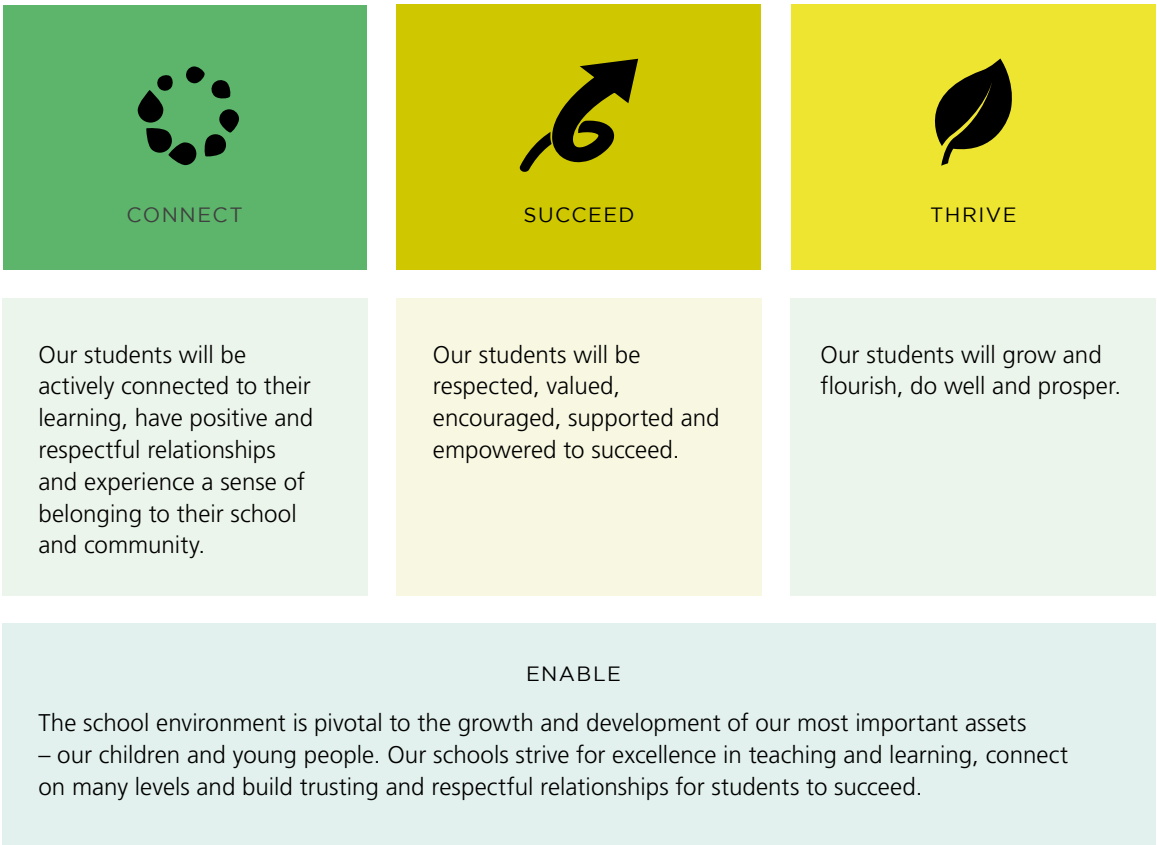 CONNECT
SUCCEED
THRIVE
Our students will be
actively connected to their
learning, have positive and
respectful relationships
and experience a sense of
belonging to their school
and community.
Our students will be
respected, valued,
encouraged, supported and
empowered to succeed.
Our students will grow and
flourish, do well and prosper.
ENABLE
The school environment is pivotal to the growth and development of our most important assets
– our children and young people. Our schools strive for excellence in teaching and learning, connect
on many levels and build trusting and respectful relationships for students to succeed.